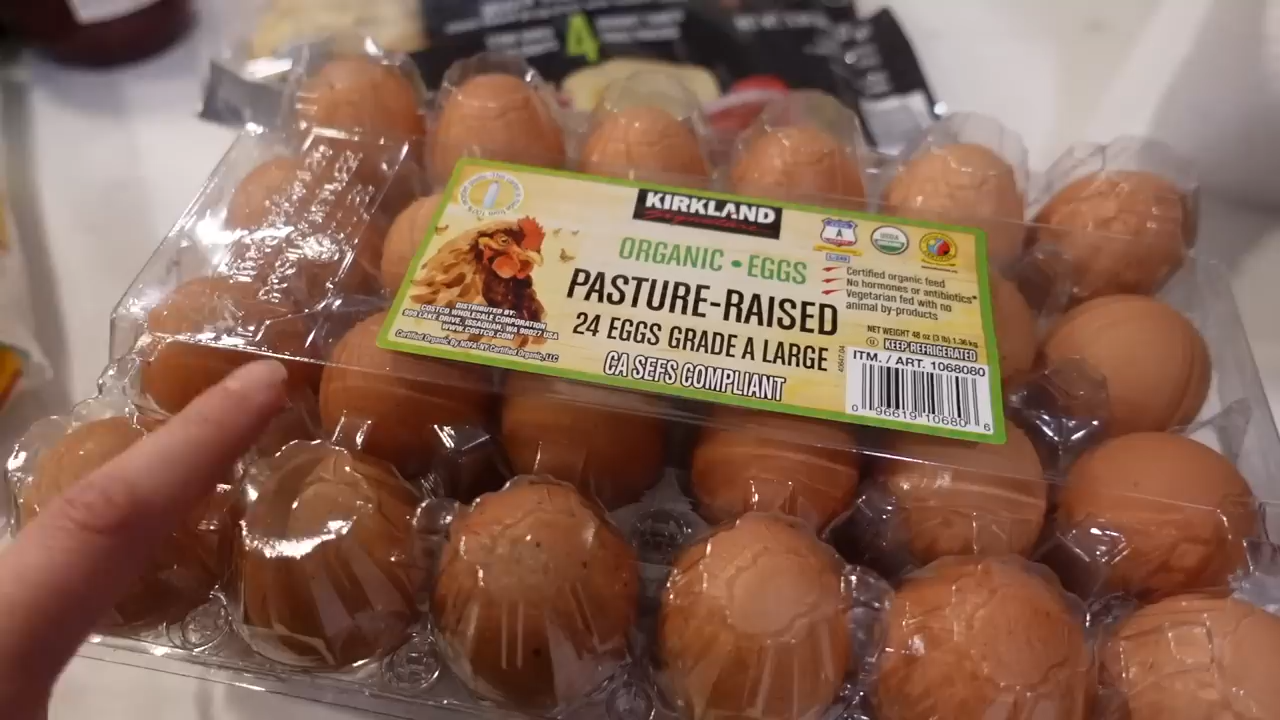 4
KIRKLAND
Signature
ORGANIC • EGGS
PASTURE-RAISED
24 EGGS GRADE A LARGE
CA SEFS COMPLIANT
DISTRIBUTED BY:
COSTCO WHOLESALE CORPORATION
999 LAKE DRIVE, ISSAQUAH, WA 98027 USA
WWW.COSTCO.COM
Certified Organic By NOFA-NY Certified Organic, LLC
USDA
ORGANIC
Certified organic feed
No hormones or antibiotics*
Vegetarian fed with no
animal by-products
NET WEIGHT 48 oz (3 lb) 1.36 kg
U KEEP REFRIGERATED
ITM. / ART. 1068080
0 96619 10680 6